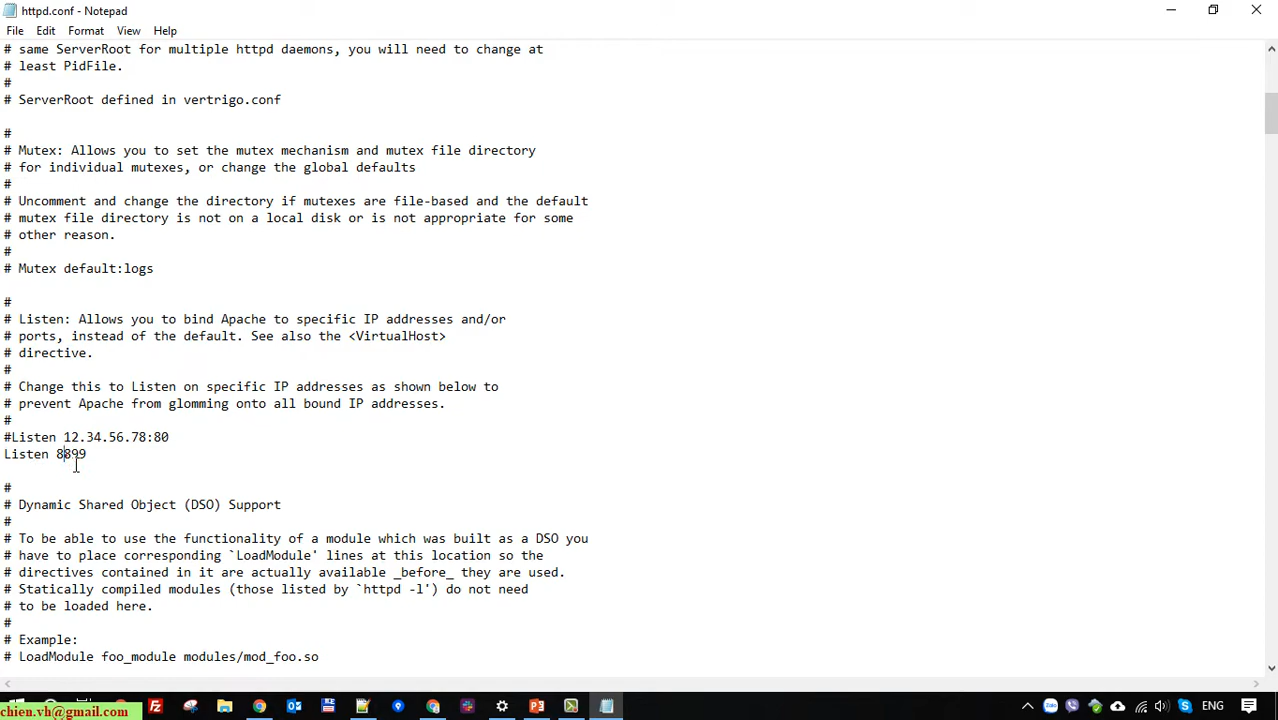 httpd.conf - Notepad
File Edit Format View Help
# same ServerRoot for multiple httpd daemons, you will need to change at
# least PidFile.
#
# ServerRoot defined in vertrigo.conf
#
# Mutex: Allows you to set the mutex mechanism and mutex file directory
# for individual mutexes, or change the global defaults
#
# Uncomment and change the directory if mutexes are file-based and the default
# mutex file directory is not on a local disk or is not appropriate for some
# other reason.
#
# Mutex default:logs
#
# Listen: Allows you to bind Apache to specific IP addresses and/or
# ports, instead of the default. See also the <VirtualHost>
# directive.
#
# Change this to Listen on specific IP addresses as shown below to
# prevent Apache from glomming onto all bound IP addresses.
#
#Listen 12.34.56.78:80
Listen 8899
#
# Dynamic Shared Object (DSO) Support
#
# To be able to use the functionality of a module which was built as a DSO you
# have to place corresponding `LoadModule' lines at this location so the
# directives contained in it are actually available _before_ they are used.
# Statically compiled modules (those listed by `httpd -l') do not need
# to be loaded here.
#
# Example:
# LoadModule foo_module modules/mod_foo.so
chien.vh@gmail.com
ENG